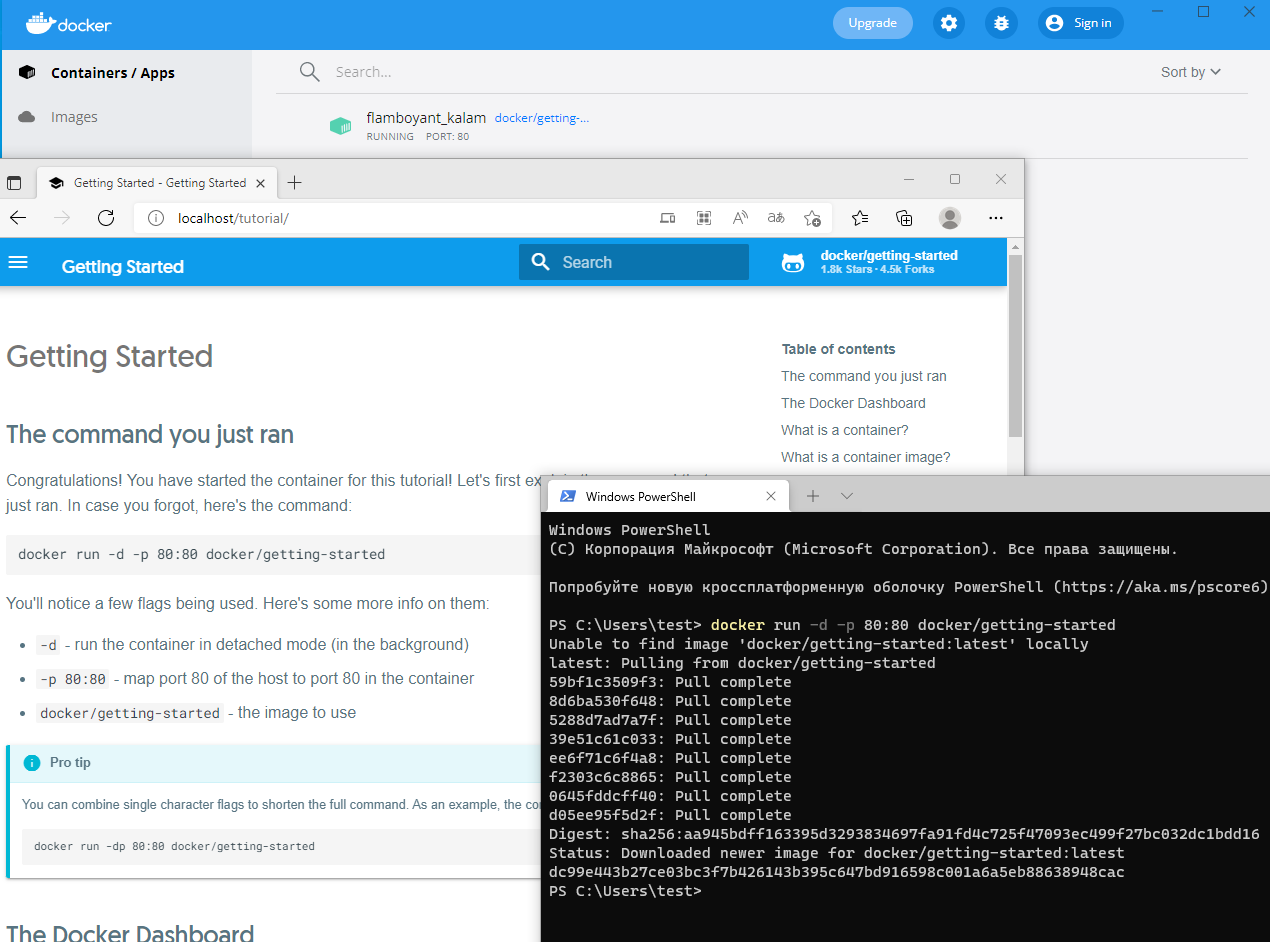 docker
Upgrade
Sign in
Containers / Apps
Images
Search...
Sort by
flamboyant_kalam docker/getting-...
RUNNING PORT: 80
Getting Started - Getting Started
localhost/tutorial/
Getting Started
Search
docker/getting-started
1.8k Stars · 4.5k Forks
Getting Started
The command you just ran
Congratulations! You have started the container for this tutorial! Let's first
just ran. In case you forgot, here's the command:
docker run -d -p 80:80 docker/getting-started
You'll notice a few flags being used. Here's some more info on them:
-d - run the container in detached mode (in the background)
-p 80:80 - map port 80 of the host to port 80 in the container
docker/getting-started - the image to use
Pro tip
You can combine single character flags to shorten the full command. As an example, the
docker run -dp 80:80 docker/getting-started
The Docker Dashboard
Table of contents
The command you just ran
The Docker Dashboard
What is a container?
What is a container image?
Windows PowerShell
Windows PowerShell
(C) Корпорация Майкрософт (Microsoft Corporation). Все права защищены.
Попробуйте новую кроссплатформенную оболочку PowerShell (https://aka.ms/pscore6)
PS C:\Users\test> docker run -d -p 80:80 docker/getting-started
Unable to find image 'docker/getting-started:latest' locally
latest: Pulling from docker/getting-started
59bf1c3509f3: Pull complete
8d6ba530f648: Pull complete
5288d7ad7a7f: Pull complete
39e51c61c033: Pull complete
ee6f71c6f4a8: Pull complete
f2303c6c8865: Pull complete
0645fddcff40: Pull complete
d05ee95f5d2f: Pull complete
Digest: sha256:aa945bdff163395d3293834697fa91fd4c725f47093ec499f27bc032dc1bdd16
Status: Downloaded newer image for docker/getting-started:latest
dc99e443b27ce03bc3f7b426143b395c647bd916598c001a6a5eb88638948cac
PS C:\Users\test>